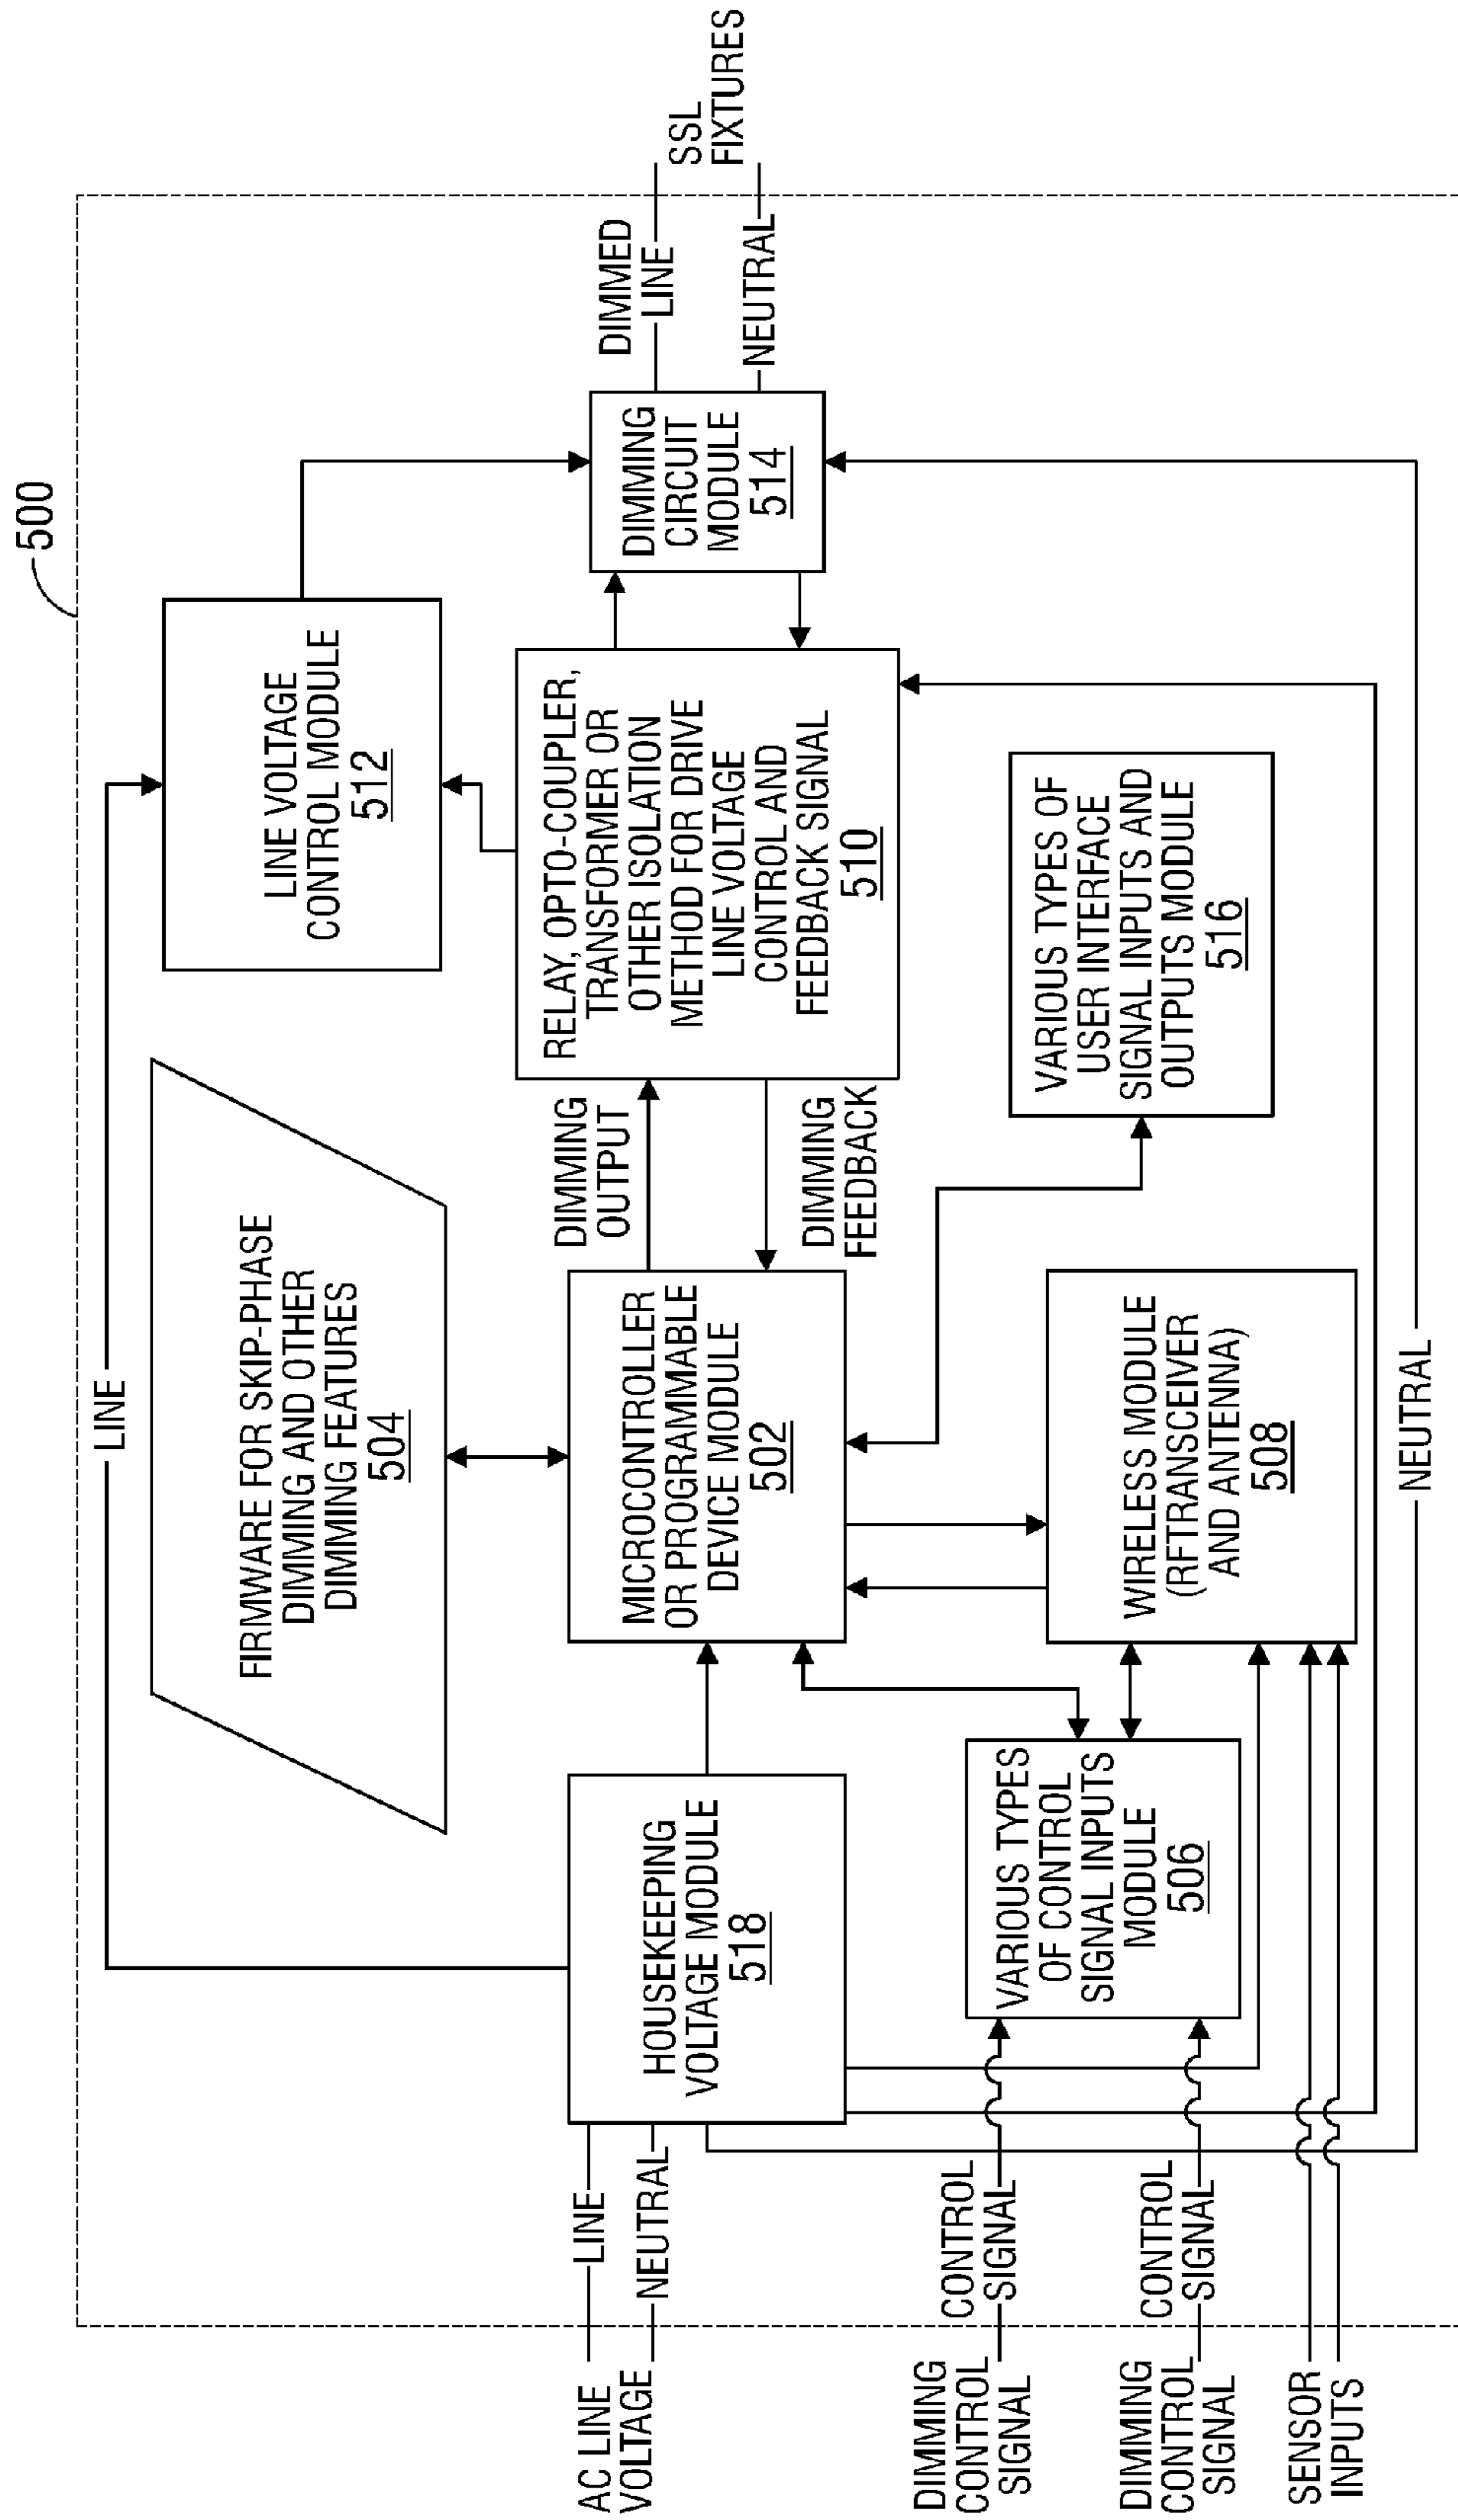 500
LINE
FIRMWARE FOR SKIP-PHASE
DIMMING AND OTHER
DIMMING FEATURES
504
LINE VOLTAGE
CONTROL MODULE
512
AC LINE
VOLTAGE
LINE
NEUTRAL
HOUSEKEEPING
VOLTAGE MODULE
518
MICROCONTROLLER
OR PROGRAMMABLE
DEVICE MODULE
502
DIMMING
OUTPUT
DIMMING
FEEDBACK
RELAY, OPTO-COUPLER,
TRANSFORMER OR
OTHER ISOLATION
METHOD FOR DRIVE
LINE VOLTAGE
CONTROL AND
FEEDBACK SIGNAL
510
DIMMING
CIRCUIT
MODULE
514
DIMMED
LINE
NEUTRAL
SSL
FIXTURES
DIMMING
CONTROL
SIGNAL
CONTROL
SIGNAL
DIMMING
CONTROL
SIGNAL
CONTROL
SIGNAL
VARIOUS TYPES
OF CONTROL
SIGNAL INPUTS
MODULE
506
WIRELESS MODULE
(RFTRANSCEIVER
AND ANTENNA)
508
VARIOUS TYPES OF
USER INTERFACE
SIGNAL INPUTS AND
OUTPUTS MODULE
516
SENSOR
INPUTS
NEUTRAL